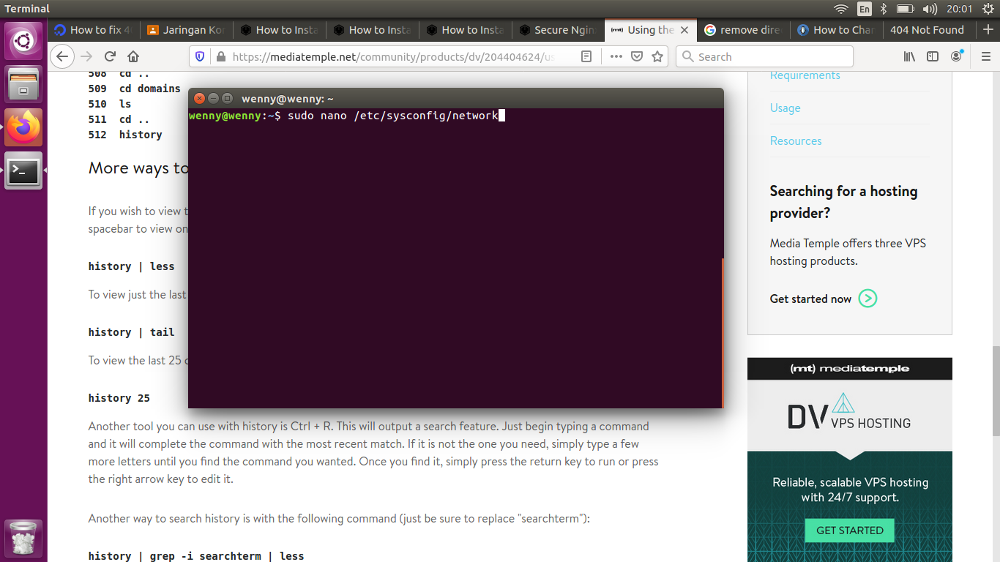 Terminal
En
20:01
How to fix 4
Jaringan Kor
How to Insta
How to Insta
How to Insta
Secure Ngin
(mt) Using the
remove dire
How to Chan
404 Not Found
https://mediatemple.net/community/products/dv/204404624/us
Search
508 cd ..
509 cd domains
510 ls
511 cd ..
512 history
More ways to
If you wish to view t
spacebar to view on
history | less
To view just the last
history | tail
To view the last 25 c
history 25
Another tool you can use with history is Ctrl + R. This will output a search feature. Just begin typing a command
and it will complete the command with the most recent match. If it is not the one you need, simply type a few
more letters until you find the command you wanted. Once you find it, simply press the return key to run or press
the right arrow key to edit it.
Another way to search history is with the following command (just be sure to replace "searchterm"):
history | grep -i searchterm | less
wenny@wenny: ~
wenny@wenny:~$ sudo nano /etc/sysconfig/network
Requirements
Usage
Resources
Searching for a hosting
provider?
Media Temple offers three VPS
hosting products.
Get started now
(mt) mediatemple
DV VPS HOSTING
Reliable, scalable VPS hosting
with 24/7 support.
GET STARTED